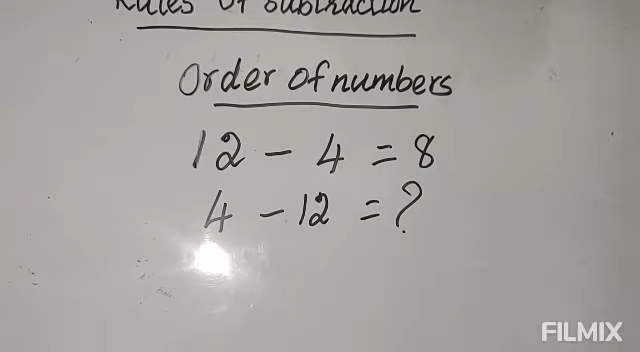 Rules of subtraction
Order of numbers
12 - 4 = 8
4 - 12 = ?
FILMIX